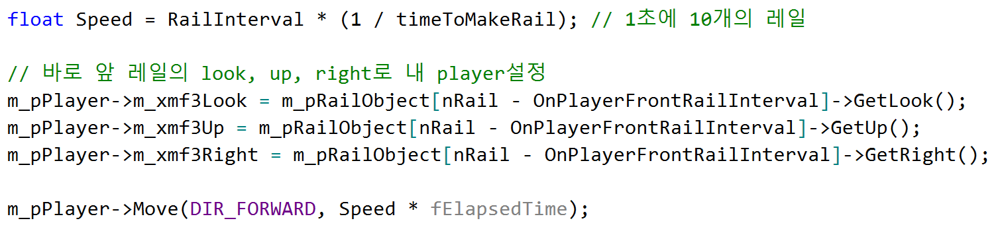 float Speed = RailInterval * (1 / timeToMakeRail); // 1초에 10개의 레일
// 바로 앞 레일의 look, up, right로 내 player설정
m_pPlayer->m_xmf3Look = m_pRailObject[nRail - OnPlayerFrontRailInterval]->GetLook();
m_pPlayer->m_xmf3Up = m_pRailObject[nRail - OnPlayerFrontRailInterval]->GetUp();
m_pPlayer->m_xmf3Right = m_pRailObject[nRail - OnPlayerFrontRailInterval]->GetRight();
m_pPlayer->Move(DIR_FORWARD, Speed * fElapsedTime);